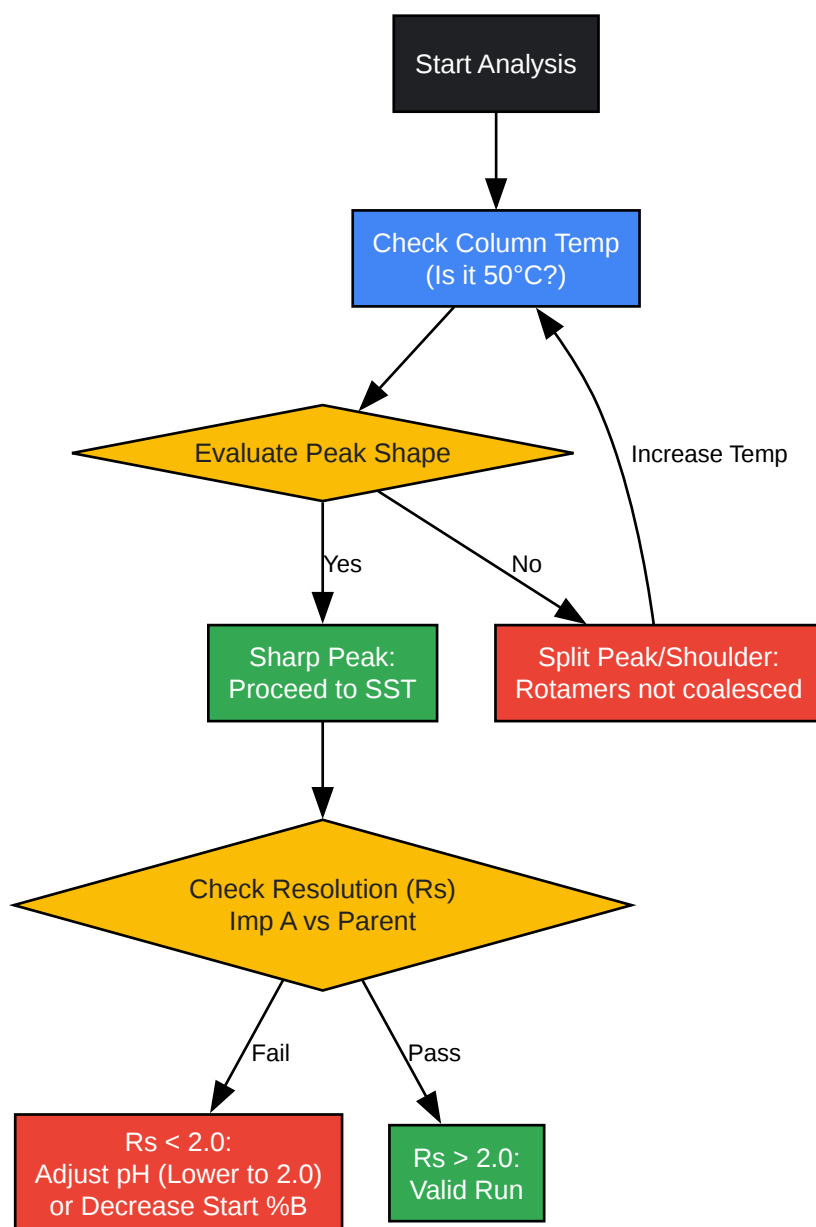 Start Analysis
Check Column Temp
(Is it 50°C?)
Evaluate Peak Shape
Increase Temp
Yes
No
Sharp Peak:
Proceed to SST
Split Peak/Shoulder:
Rotamers not coalesced
Check Resolution (Rs)
Imp A vs Parent
Fail
Pass
Rs < 2.0:
Adjust pH (Lower to 2.0)
or Decrease Start %B
Rs > 2.0:
Valid Run